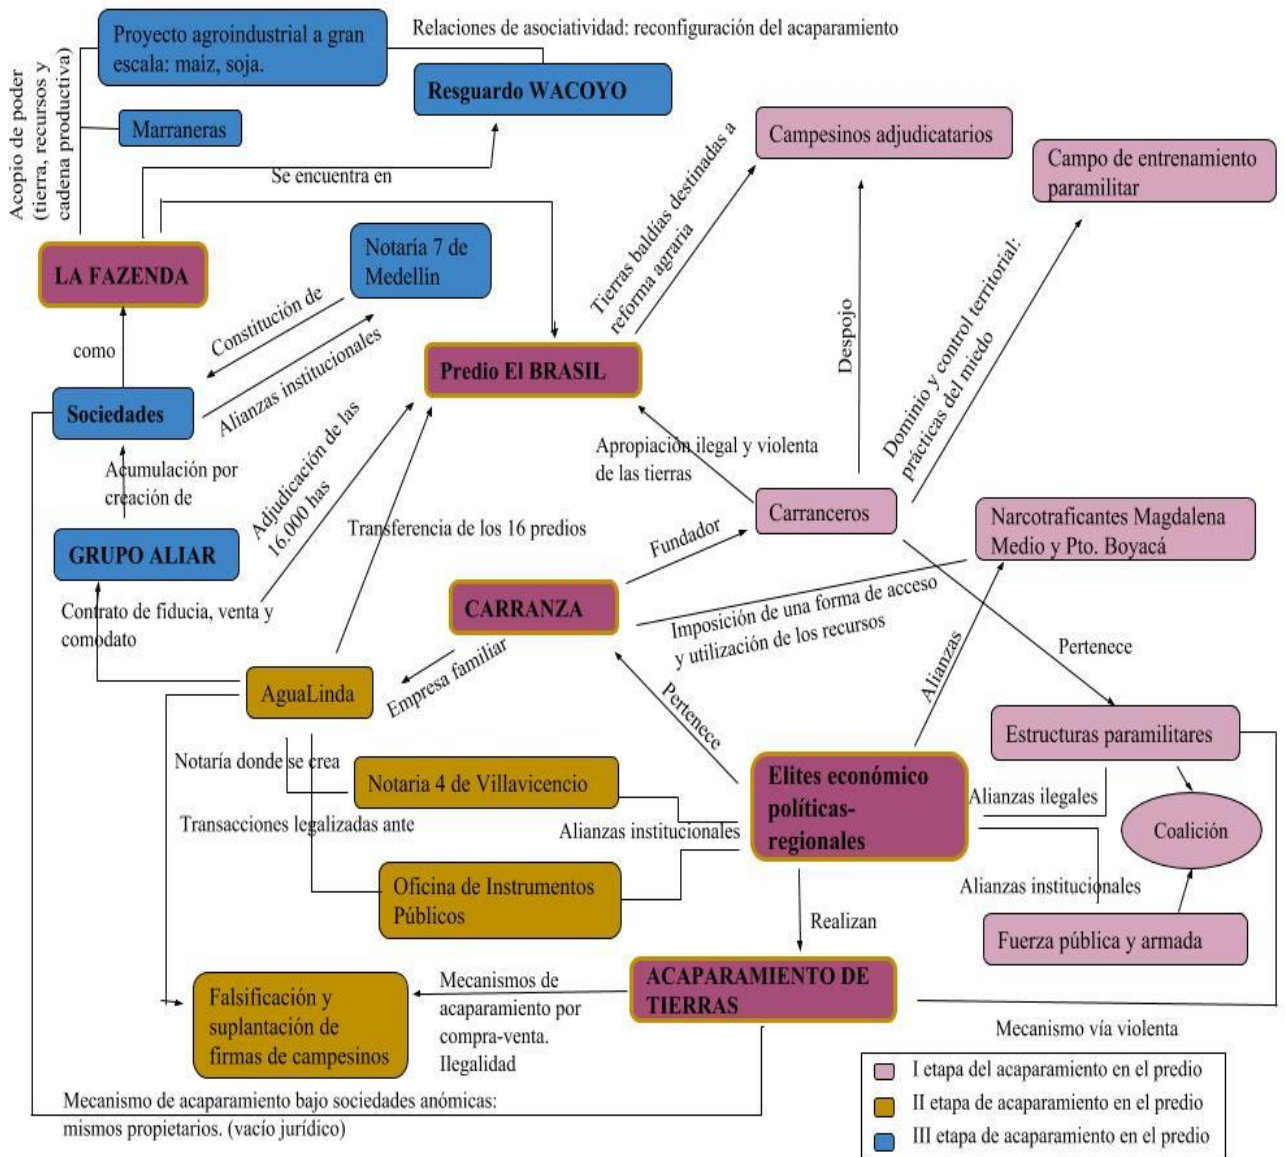 Proyecto agroindustrial a gran
escala: maíz, soja.
Relaciones de asociatividad: reconfiguración del acaparamiento
Resguardo WACOYO
Acopio de poder
(tierra, recursos y
cadena productiva)
Marraneras
Se encuentra en
Campesinos adjudicatarios
Campo de entrenamiento
paramilitar
Tierras baldías destinadas a
reforma agraria
LA FAZENDA
Notaría 7 de
Medellin
Constitución de
Alianzas institucionales
como
Predio El BRASIL
Despojo
Dominio y control territorial:
prácticas del miedo
Sociedades
Acumulación por
creación de
Adjudicación de las
16.000 has
Apropiación ilegal y violenta
de las tierras
Transferencia de los 16 predios
Carranceros
Narcotraficantes Magdalena
Medio y Pto. Boyacá
GRUPO ALIAR
Fundador
Contrato de fiducia, venta y
comodato
CARRANZA
Imposición de una forma de acceso
y utilización de los recursos
Pertenece
Alianzas
AguaLinda
Empresa familiar
Pertenece
Estructuras paramilitares
Notaría donde se crea
Notaria 4 de Villavicencio
Elites económico
políticas-
regionales
Alianzas ilegales
Coalición
Transacciones legalizadas ante
Alianzas institucionales
Oficina de Instrumentos
Públicos
Alianzas institucionales
Realizan
Fuerza pública y armada
Falsificación y
suplantación de
firmas de campesinos
Mecanismos de
acaparamiento por
compra-venta.
Ilegalidad
ACAPARAMIENTO DE
TIERRAS
Mecanismo vía violenta
Mecanismo de acaparamiento bajo sociedades anómicas:
mismos propietarios. (vacío jurídico)
I etapa del acaparamiento en el predio
II etapa de acaparamiento en el predio
III etapa de acaparamiento en el predio